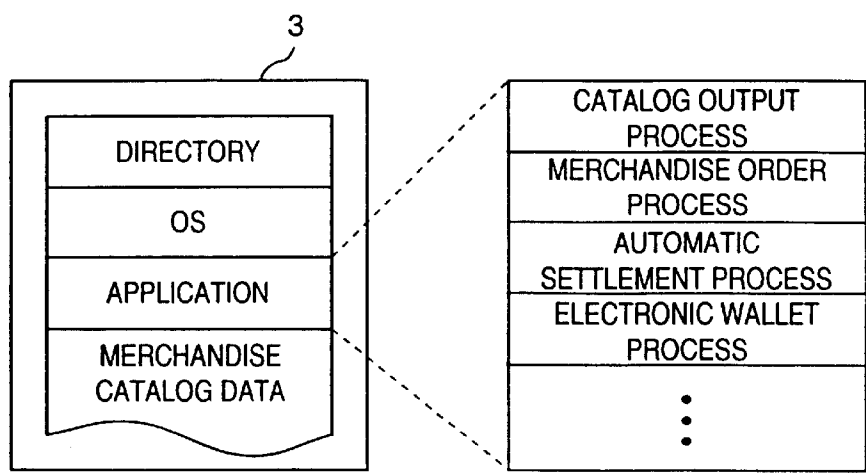 3
DIRECTORY
OS
APPLICATION
MERCHANDISE
CATALOG DATA
CATALOG OUTPUT
PROCESS
MERCHANDISE ORDER
PROCESS
AUTOMATIC
SETTLEMENT PROCESS
ELECTRONIC WALLET
PROCESS